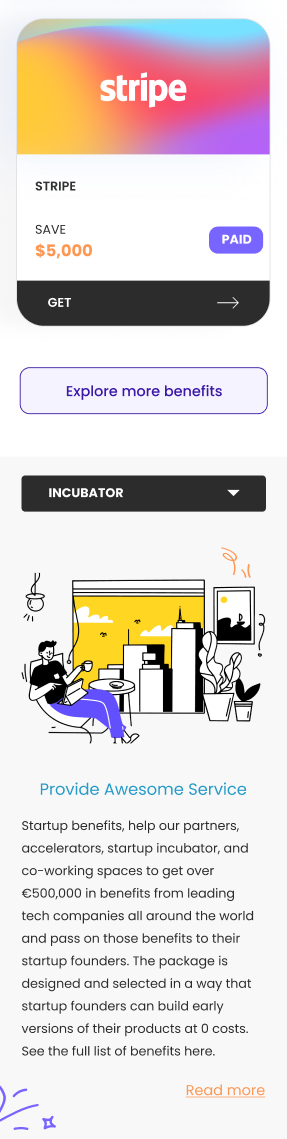 stripe
STRIPE
SAVE
$5,000
PAID
GET
Explore more benefits
INCUBATOR
Provide Awesome Service
Startup benefits, help our partners,
accelerators, startup incubator, and
co-working spaces to get over
€500,000 in benefits from leading
tech companies all around the world
and pass on those benefits to their
startup founders. The package is
designed and selected in a way that
startup founders can build early
versions of their products at 0 costs.
See the full list of benefits here.
Read more